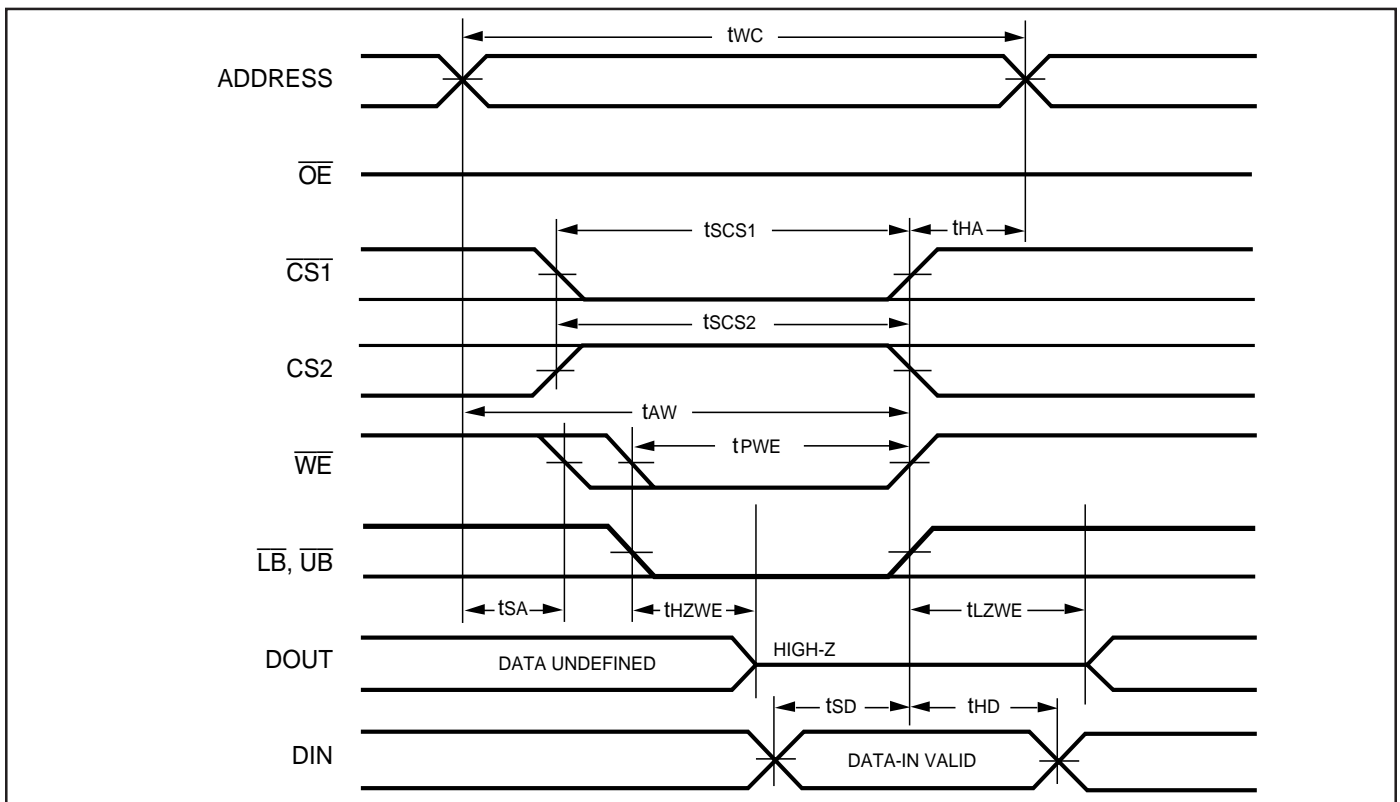 tWC
ADDRESS
OE
tSCS1
tHA
CS1
tSCS2
CS2
tAW
tPWE
WE
LB, UB
tSA
tHZWE
tLZWE
DOUT
DATA UNDEFINED
HIGH-Z
tSD
tHD
DIN
DATA-IN VALID